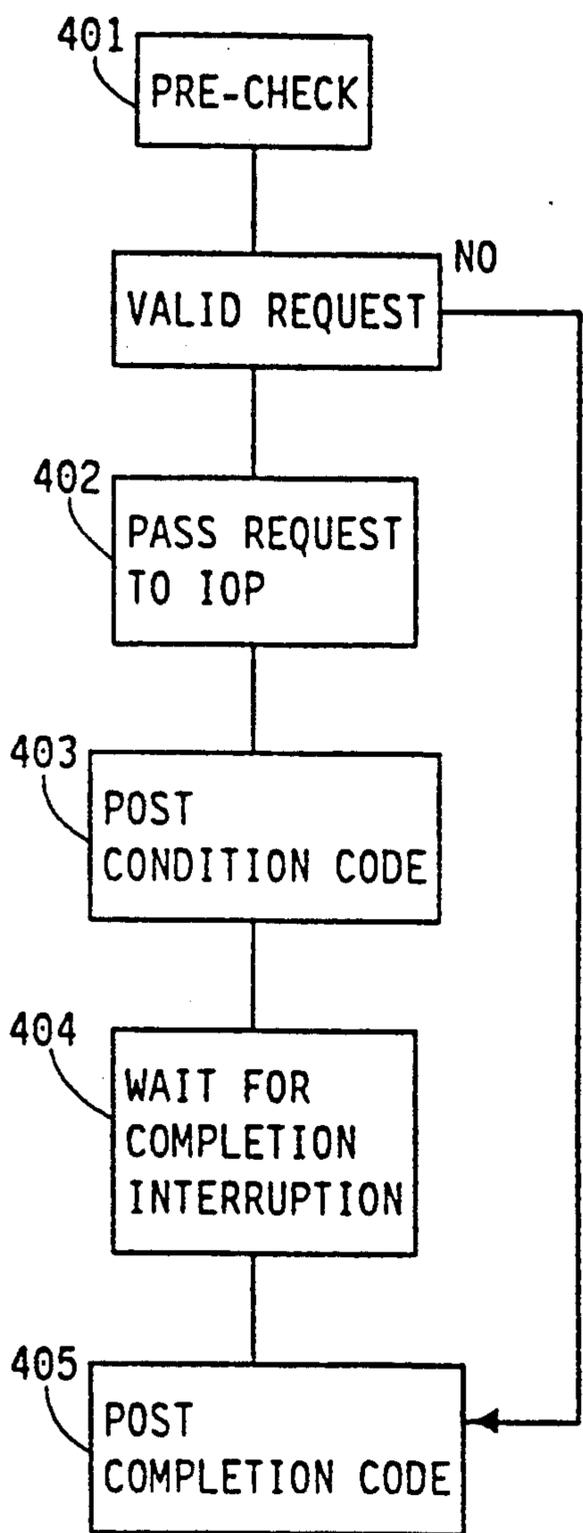 401
PRE-CHECK
NO
VALID REQUEST
402
PASS REQUEST
TO IOP
403
POST
CONDITION CODE
404
WAIT FOR
COMPLETION
INTERRUPTION
405
POST
COMPLETION CODE